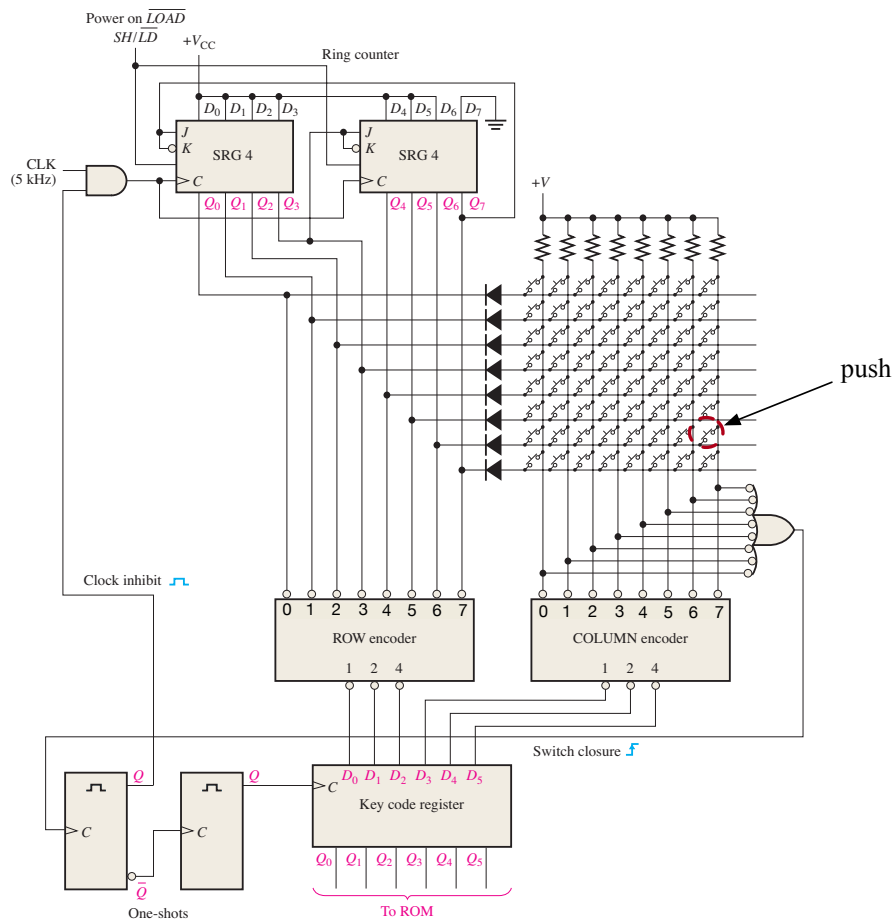 Power on L̅O̅A̅D̅
SH/L̅D̅
+V_CC
Ring counter
D₀ D₁ D₂ D₃
D₄ D₅ D₆ D₇
J
K
SRG 4
C
J
K
SRG 4
C
CLK
(5 kHz)
Q₀ Q₁ Q₂ Q₃
Q₄ Q₅ Q₆ Q₇
+V
push
Clock inhibit
0 1 2 3 4 5 6 7
ROW encoder
1 2 4
0 1 2 3 4 5 6 7
COLUMN encoder
1 2 4
Switch closure
Q
C
Q̅
Q
C
One-shots
D₀ D₁ D₂ D₃ D₄ D₅
C
Key code register
Q₀ Q₁ Q₂ Q₃ Q₄ Q₅
To ROM